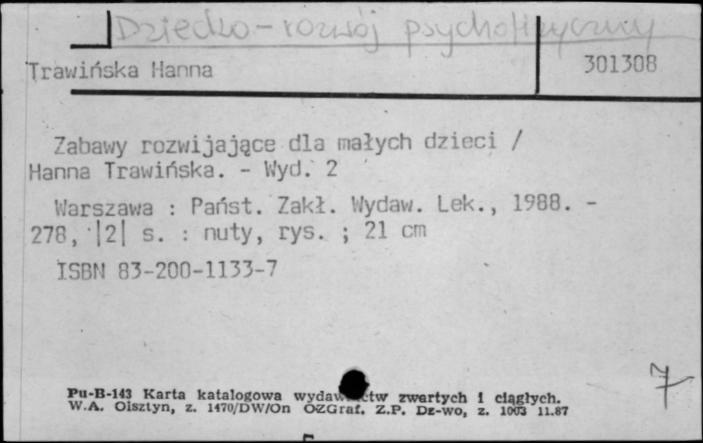 Dziecko - rozwój psychofizyczny
Trawińska Hanna
301308
Zabawy rozwijające dla małych dzieci /
Hanna Trawińska. - Wyd. 2
Warszawa : Państ. Zakł. Wydaw. Lek., 1988. -
278, |2| s. : nuty, rys. ; 21 cm
ISBN 83-200-1133-7
Pu-B-143 Karta katalogowa wydawnictw zwartych i ciągłych.
W.A. Olsztyn, z. 1470/DW/On OZGraf. Z.P. Dz-wo, z. 1003 11.87